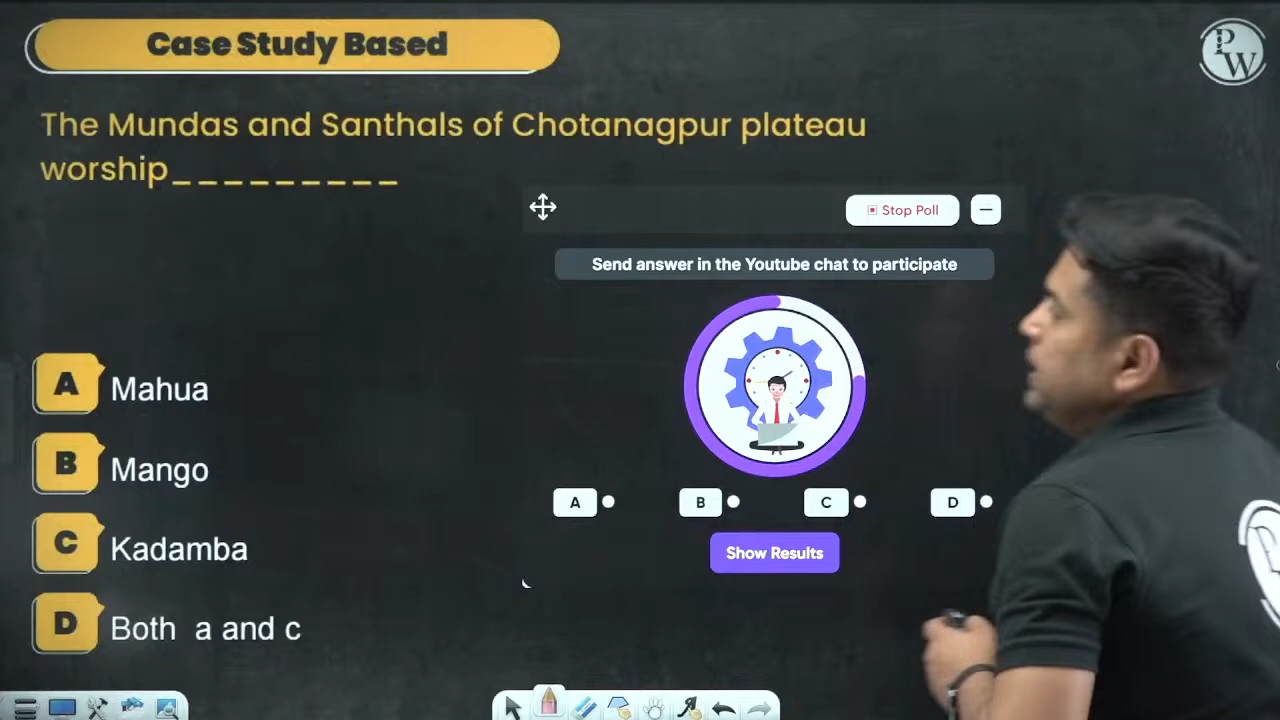 Case Study Based
PW
The Mundas and Santhals of Chotanagpur plateau
worship_________
Stop Poll
Send answer in the Youtube chat to participate
A Mahua
B Mango
C Kadamba
D Both a and c
A B C D
Show Results